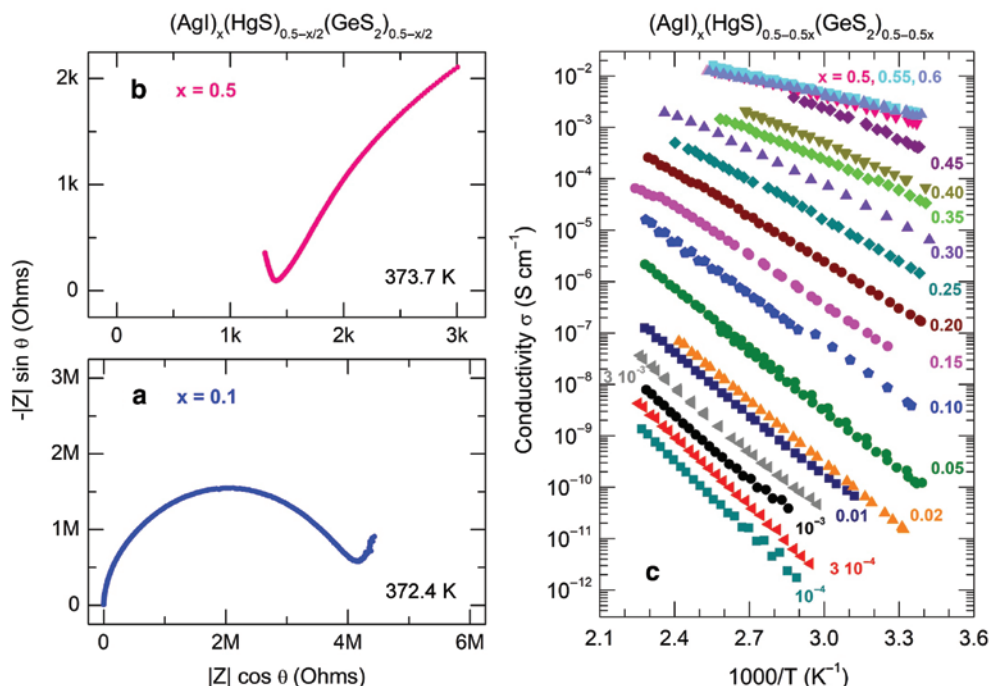 (AgI)x(HgS)0.5–x/2(GeS2)0.5–x/2
b
x = 0.5
2k
1k
0
373.7 K
0
1k
2k
3k
-|Z| sin θ (Ohms)
a
x = 0.1
3M
2M
1M
0
372.4 K
0M
2M
4M
6M
|Z| cos θ (Ohms)
(AgI)x(HgS)0.5–0.5x(GeS2)0.5–0.5x
Conductivity σ (S cm–1)
10–2
10–3
10–4
10–5
10–6
10–7
10–8
10–9
10–10
10–11
10–12
x = 0.5, 0.55, 0.6
0.45
0.40
0.35
0.30
0.25
0.20
0.15
0.10
0.05
0.02
0.01
3 10–3
10–3
3 10–4
10–4
c
2.1
2.4
2.7
3.0
3.3
3.6
1000/T (K–1)